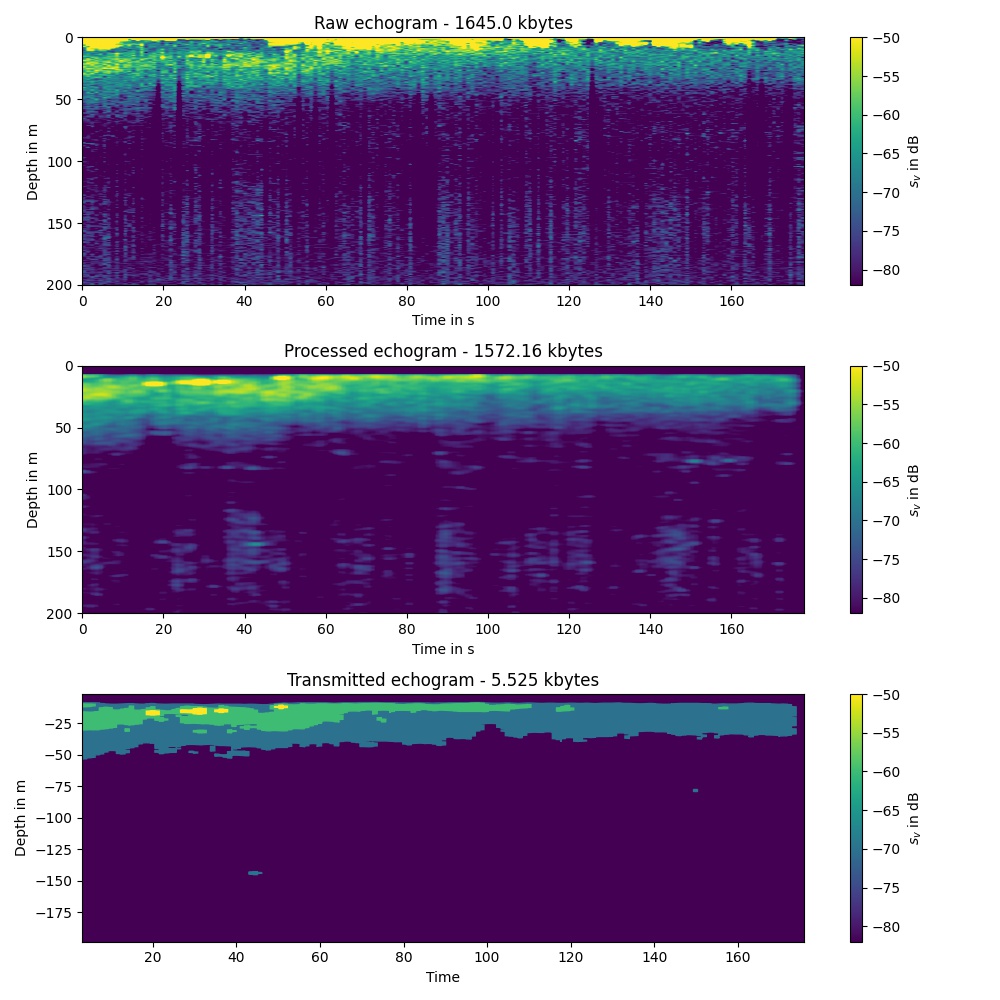 Raw echogram - 1645.0 kbytes
0
50
100
150
200
Depth in m
0 20 40 60 80 100 120 140 160
Time in s
−50
−55
−60
−65
−70
−75
−80
sv in dB
Processed echogram - 1572.16 kbytes
0
50
100
150
200
Depth in m
0 20 40 60 80 100 120 140 160
Time in s
−50
−55
−60
−65
−70
−75
−80
sv in dB
Transmitted echogram - 5.525 kbytes
−25
−50
−75
−100
−125
−150
−175
Depth in m
20 40 60 80 100 120 140 160
Time
−50
−55
−60
−65
−70
−75
−80
sv in dB